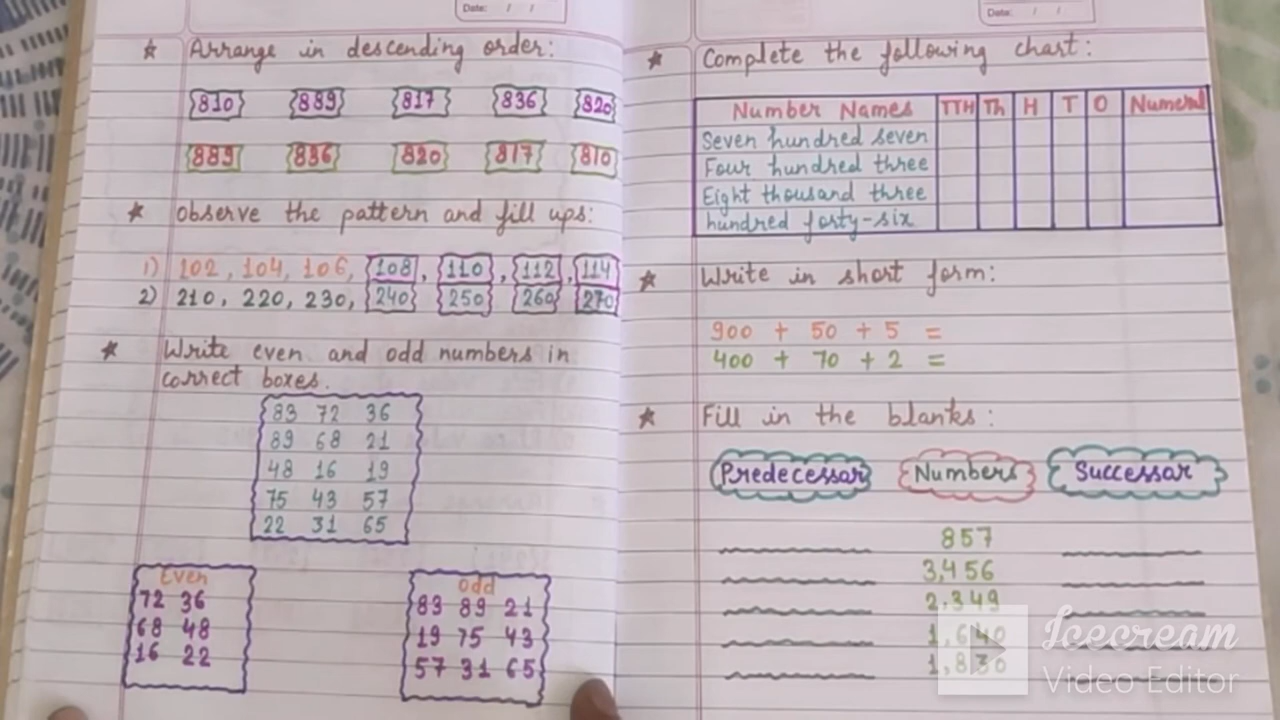 Date: / /
★ Arrange in descending order:
810 889 817 836 820
889 836 820 817 810
★ Observe the pattern and fill ups:
1) 102, 104, 106, 108, 110, 112, 114
2) 210, 220, 230, 240 250 260 270
★ Write even and odd numbers in
correct boxes.
83 72 36
89 68 21
48 16 19
75 43 57
22 31 65
Even
72 36
68 48
16 22
Odd
83 89 21
19 75 43
57 31 65
Date: / /
★ Complete the following chart:
Number Names TTH Th H T O Numeral
Seven hundred seven
Four hundred three
Eight thousand three
hundred forty-six
★ Write in short form:
900 + 50 + 5 =
400 + 70 + 2 =
★ Fill in the blanks:
Predecessar Numbers Successar
857
3,456
2,349
1,640
1,830
Icecream
Video Editor